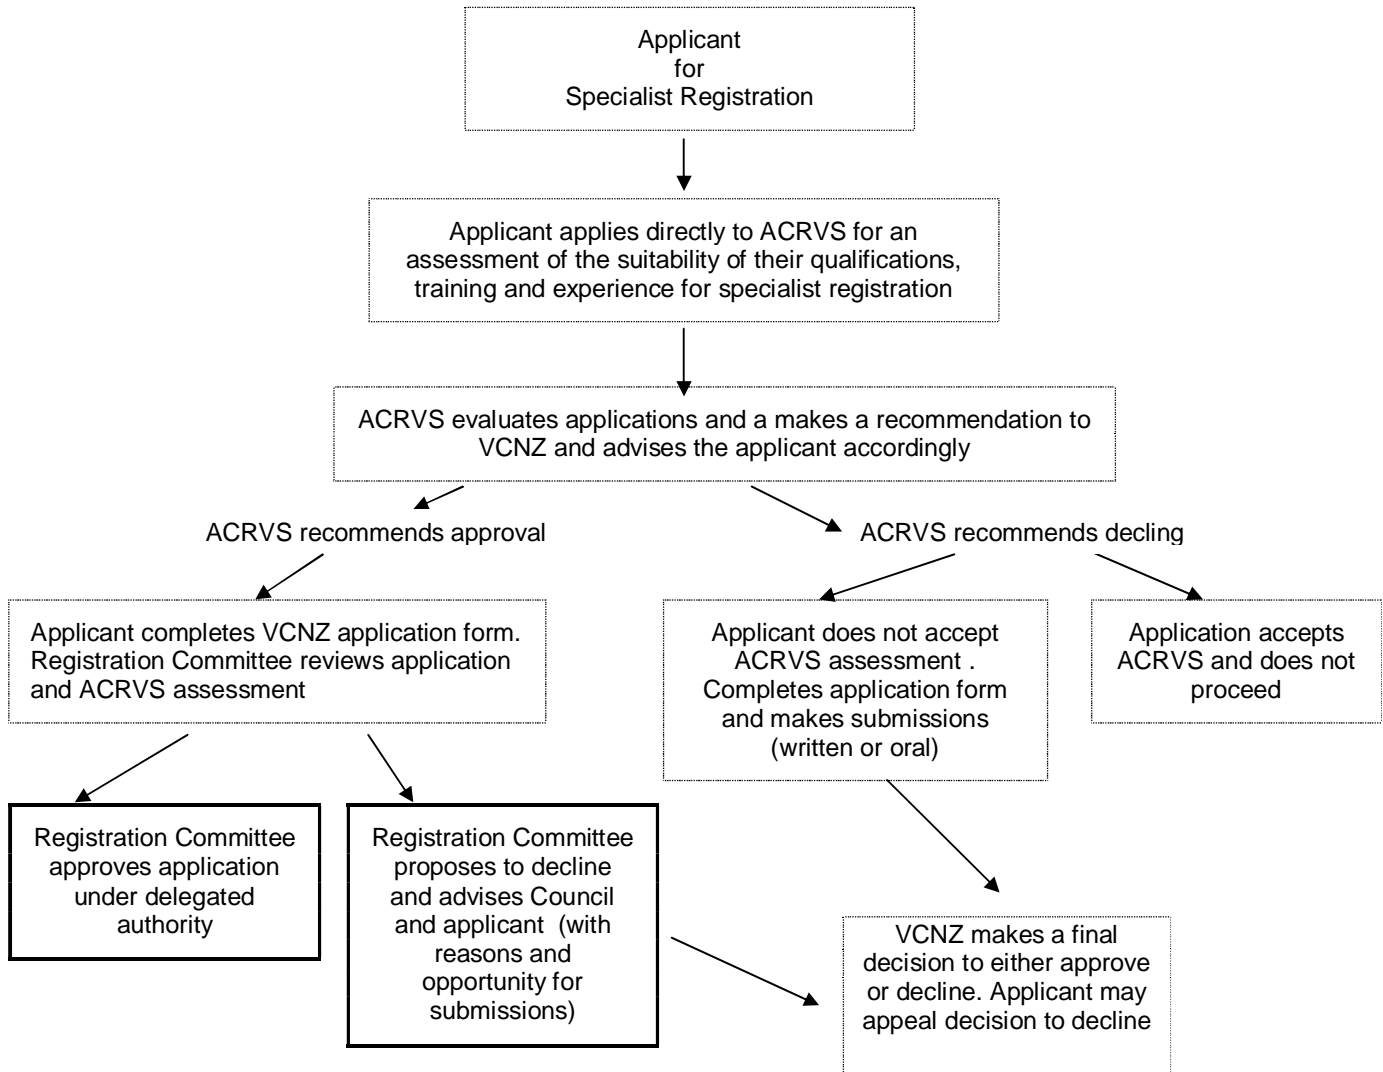 Applicant
for
Specialist Registration
Applicant applies directly to ACRVS for an
assessment of the suitability of their qualifications,
training and experience for specialist registration
ACRVS evaluates applications and a makes a recommendation to
VCNZ and advises the applicant accordingly
ACRVS recommends approval
ACRVS recommends decling
Applicant completes VCNZ application form.
Registration Committee reviews application
and ACRVS assessment
Applicant does not accept
ACRVS assessment .
Completes application form
and makes submissions
(written or oral)
Application accepts
ACRVS and does not
proceed
Registration Committee
approves application
under delegated
authority
Registration Committee
proposes to decline
and advises Council
and applicant (with
reasons and
opportunity for
submissions)
VCNZ makes a final
decision to either approve
or decline. Applicant may
appeal decision to decline